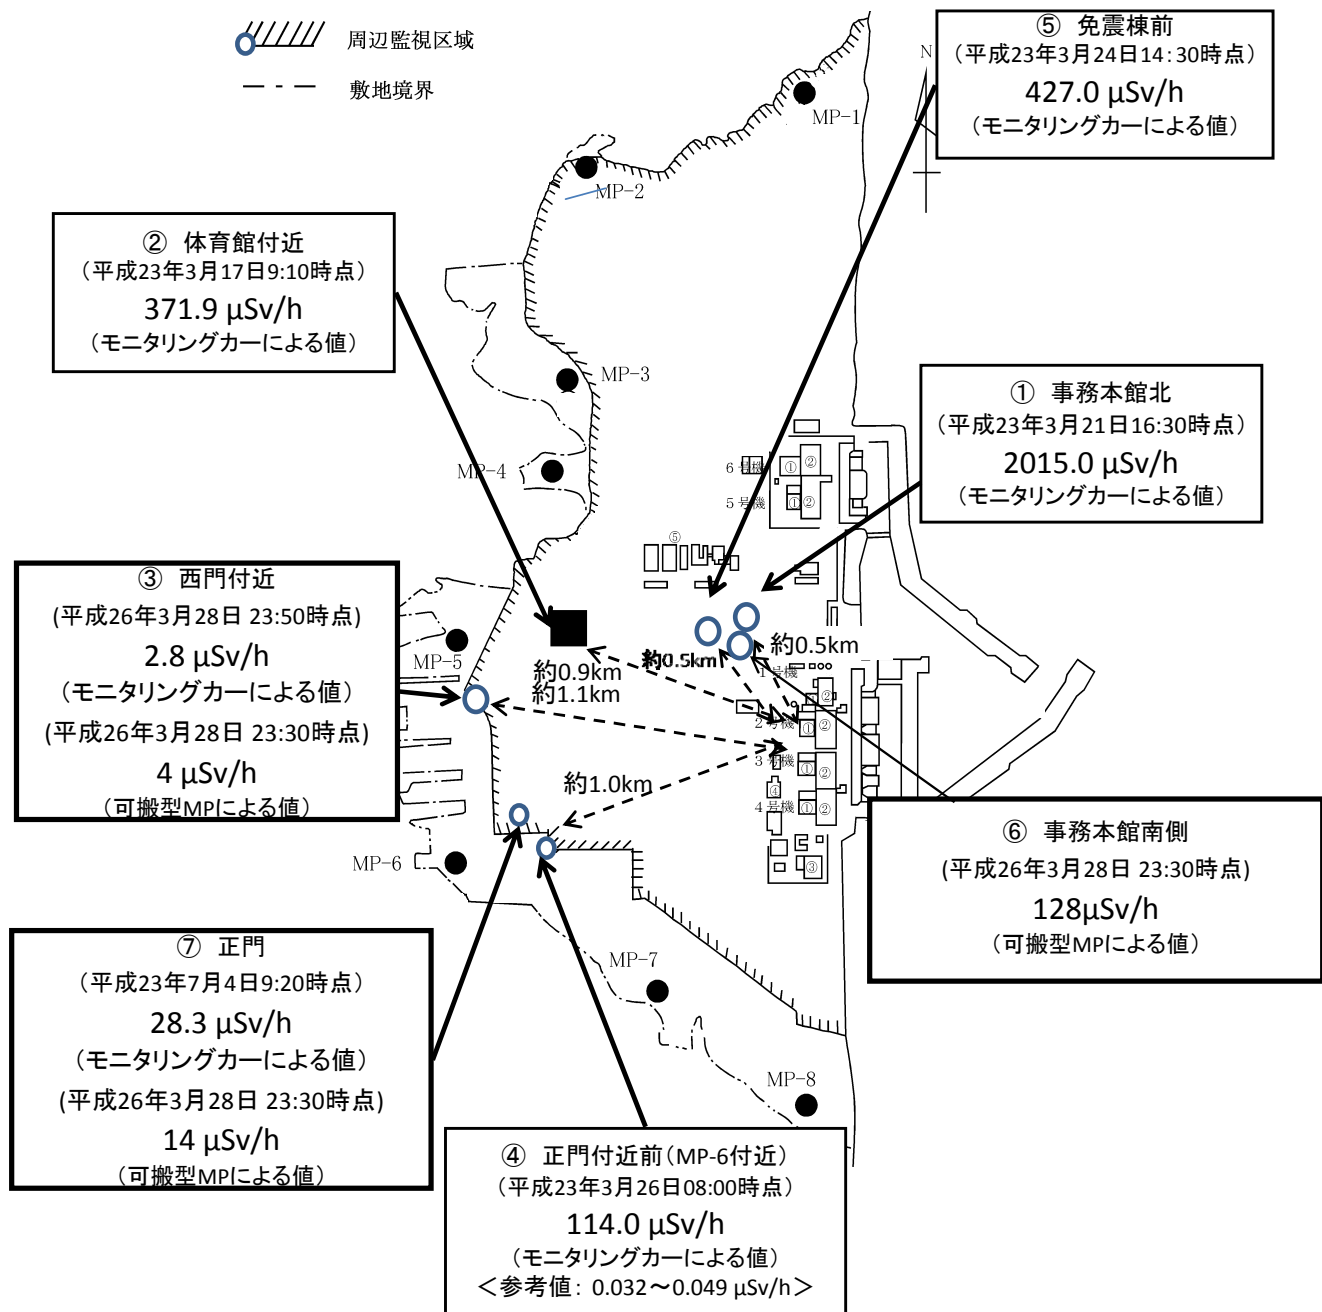 周辺監視区域
敷地境界
⑤ 免震棟前
（平成23年3月24日14:30時点）
427.0 μSv/h
（モニタリングカーによる値）
N
MP-1
MP-2
② 体育館付近
（平成23年3月17日9:10時点）
371.9 μSv/h
（モニタリングカーによる値）
MP-3
① 事務本館北
（平成23年3月21日16:30時点）
2015.0 μSv/h
（モニタリングカーによる値）
MP-4
6号機
①
②
5号機
①
②
⑤
③ 西門付近
(平成26年3月28日 23:50時点)
2.8 μSv/h
（モニタリングカーによる値）
(平成26年3月28日 23:30時点)
4 μSv/h
（可搬型MPによる値）
MP-5
約0.9km
約1.1km
約0.5km
約0.5km
1号機
②
2号機
①
②
3号機
①
②
④
4号機
①
②
③
約1.0km
MP-6
⑥ 事務本館南側
(平成26年3月28日 23:30時点)
128μSv/h
（可搬型MPによる値）
⑦ 正門
（平成23年7月4日9:20時点）
28.3 μSv/h
（モニタリングカーによる値）
(平成26年3月28日 23:30時点)
14 μSv/h
（可搬型MPによる値）
MP-7
MP-8
④ 正門付近前（MP-6付近）
（平成23年3月26日08:00時点）
114.0 μSv/h
（モニタリングカーによる値）
＜参考値： 0.032～0.049 μSv/h＞